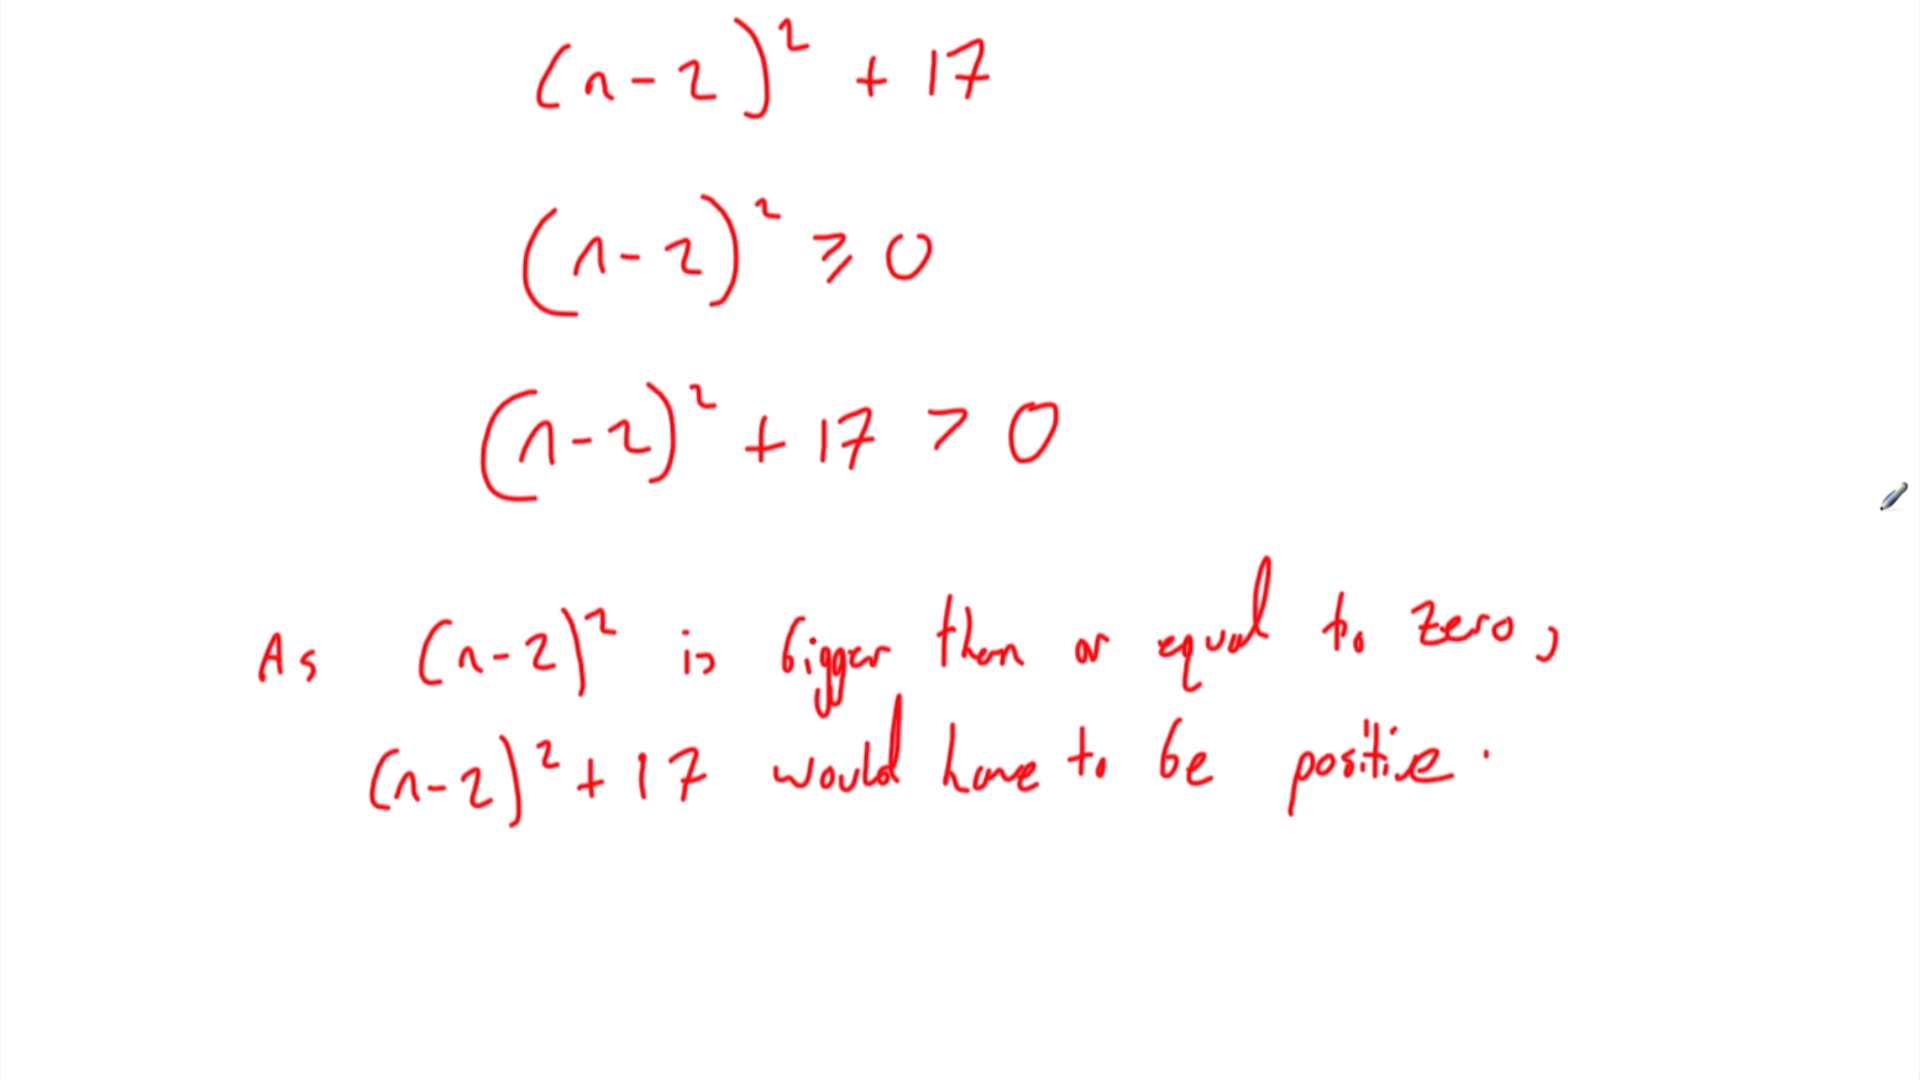 (n-2)² + 17
(n-2)² ≥ 0
(n-2)² + 17 > 0
As (n-2)² is bigger than or equal to zero,
(n-2)² + 17 would have to be positive.